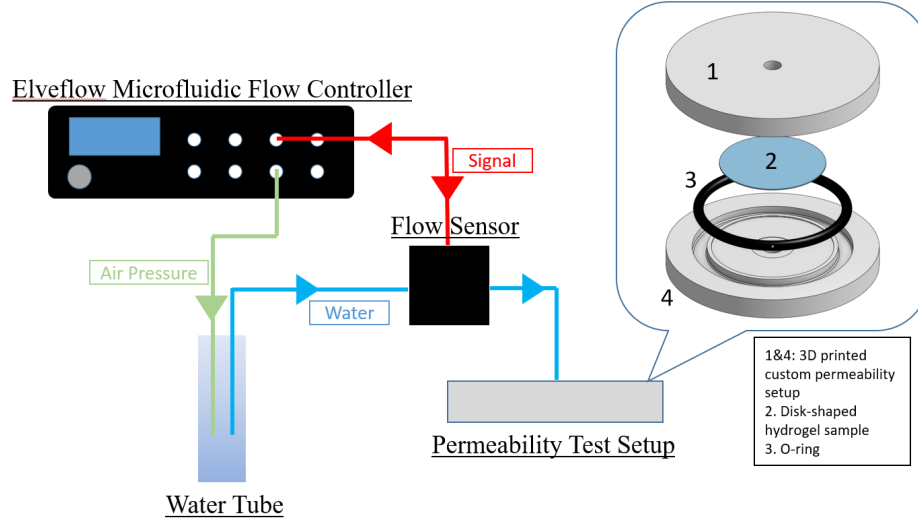 Elveflow Microfluidic Flow Controller
Signal
Flow Sensor
Air Pressure
Water
Water Tube
Permeability Test Setup
1
2
3
4
1&4: 3D printed
custom permeability
setup
2. Disk-shaped
hydrogel sample
3. O-ring